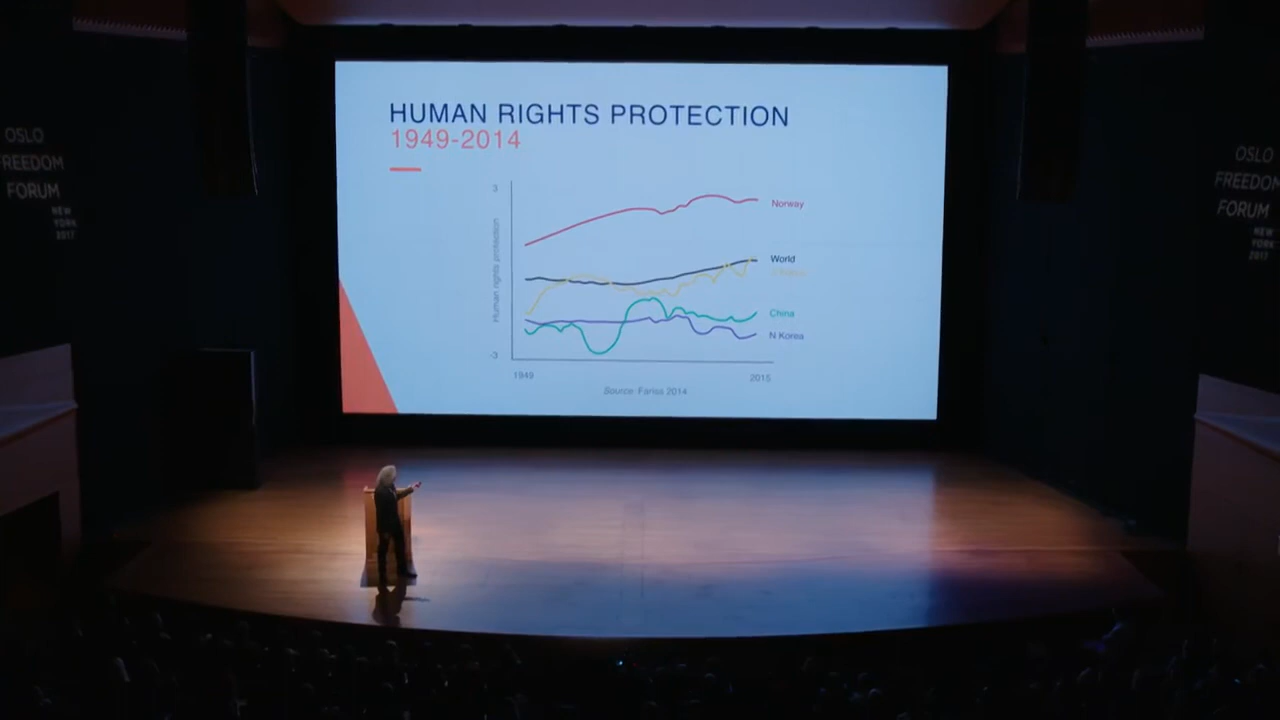 HUMAN RIGHTS PROTECTION
1949-2014
3
Human rights protection
-3
Norway
World
China
N Korea
1949
2015
Source: Fariss 2014
OSLO
FREEDOM
FORUM
NEW
YORK
2017
OSLO
FREEDOM
FORUM
NEW
YORK
2017